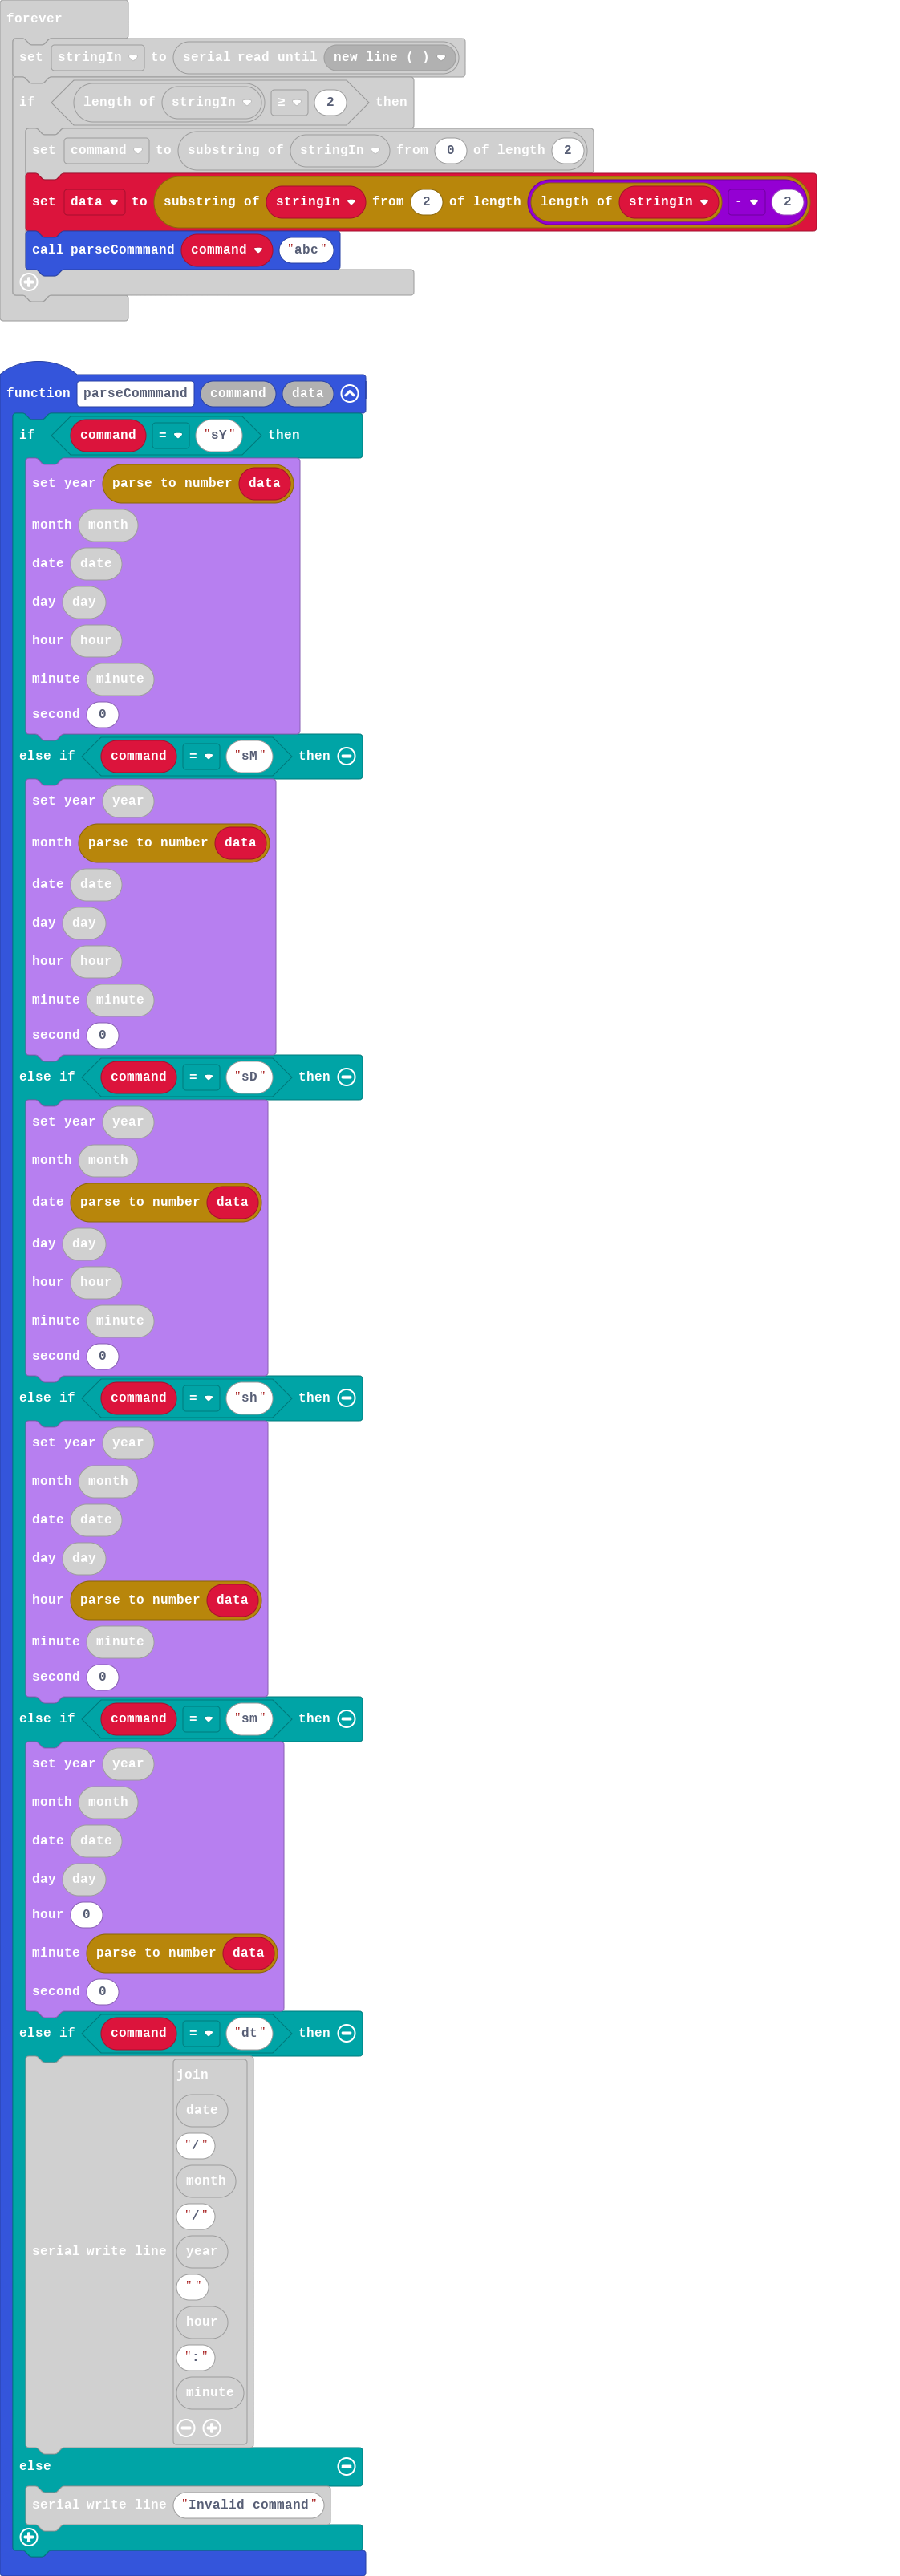 forever
set stringIn to serial read until new line ( )
if length of stringIn ≥ 2 then
set command to substring of stringIn from 0 of length 2
set data to substring of stringIn from 2 of length length of stringIn - 2
call parseCommmand command "abc"
function parseCommmand command data
if command = "sY" then
set year parse to number data
month month
date date
day day
hour hour
minute minute
second 0
else if command = "sM" then
set year year
month parse to number data
date date
day day
hour hour
minute minute
second 0
else if command = "sD" then
set year year
month month
date parse to number data
day day
hour hour
minute minute
second 0
else if command = "sh" then
set year year
month month
date date
day day
hour parse to number data
minute minute
second 0
else if command = "sm" then
set year year
month month
date date
day day
hour 0
minute parse to number data
second 0
else if command = "dt" then
join
date
"/"
month
"/"
serial write line year
" "
hour
":"
minute
else
serial write line "Invalid command"